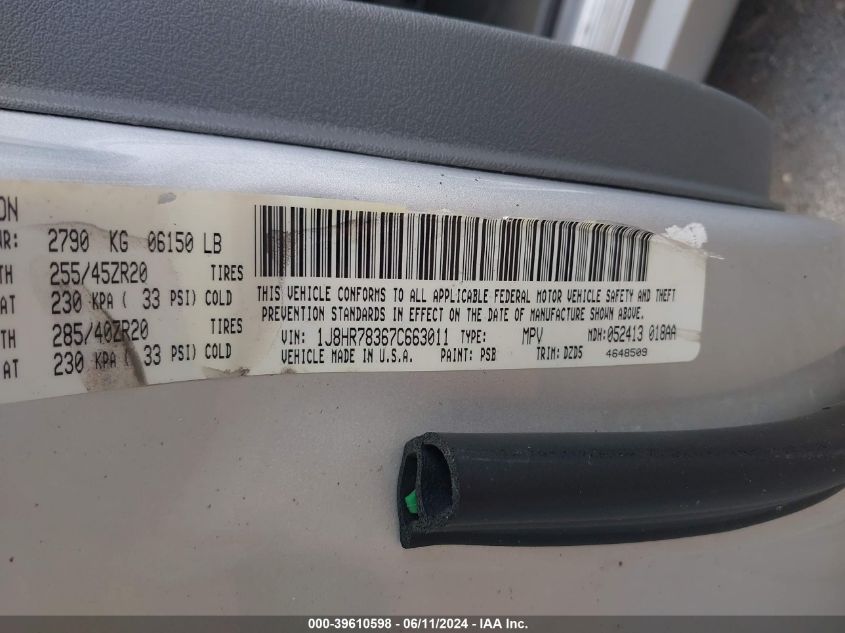 ON
WR: 2790 KG 06150 LB
TH 255/45ZR20 TIRES
AT 230 KPA ( 33 PSI) COLD
TH 285/40ZR20 TIRES
AT 230 KPA ( 33 PSI) COLD
THIS VEHICLE CONFORMS TO ALL APPLICABLE FEDERAL MOTOR VEHICLE SAFETY AND THEFT
PREVENTION STANDARDS IN EFFECT ON THE DATE OF MANUFACTURE SHOWN ABOVE.
VIN: 1J8HR78367C663011 TYPE: MPV MDH: 052413 018AA
VEHICLE MADE IN U.S.A. PAINT: PSB TRIM: DZD5 4648509
000-39610598 - 06/11/2024 - IAA Inc.